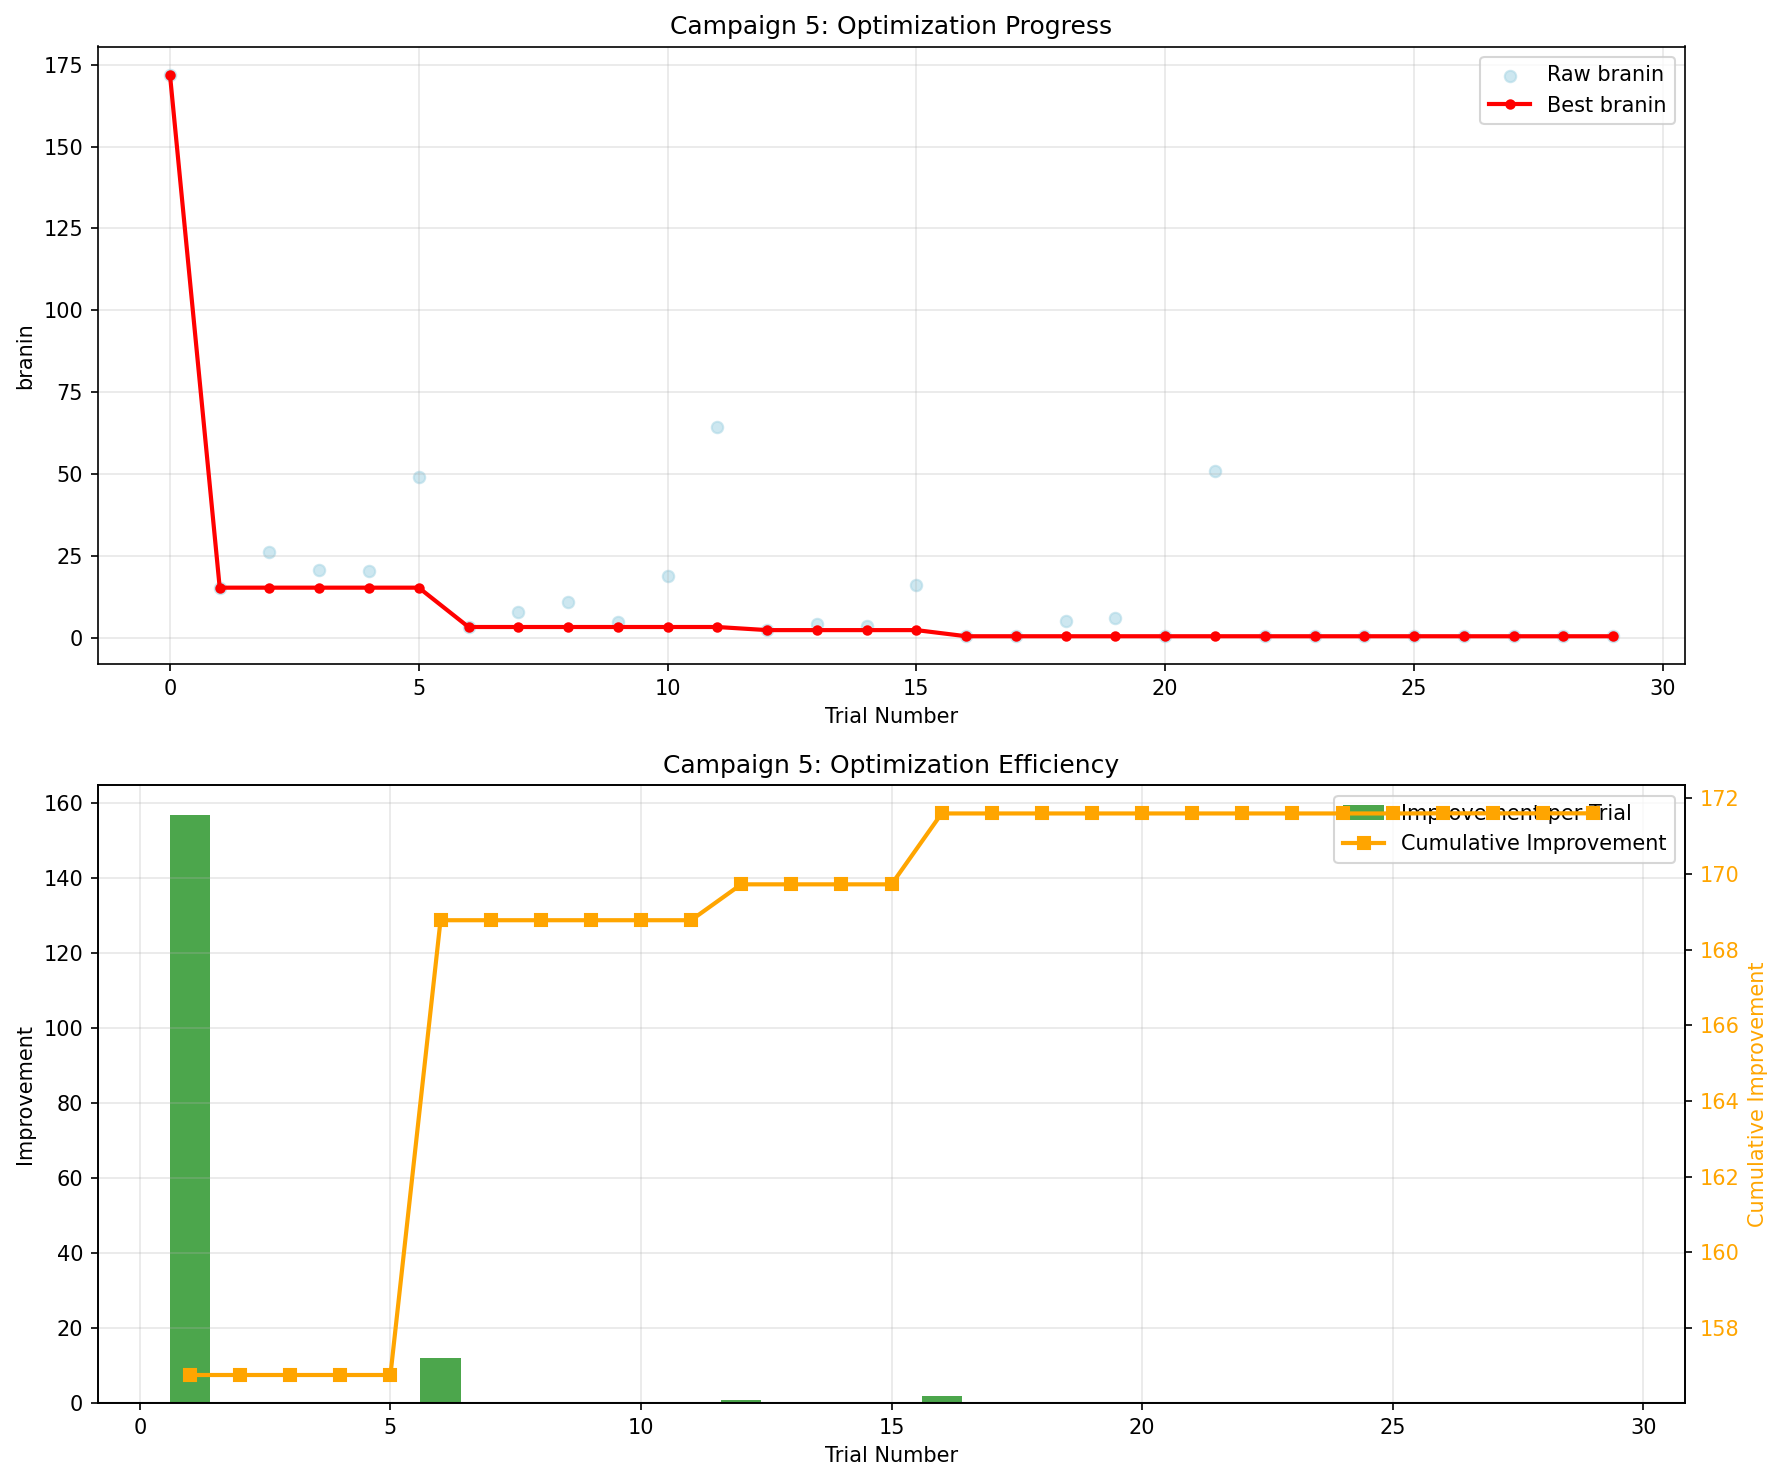 Campaign 5: Optimization Progress
175
150
125
100
75
50
25
0
branin
Raw branin
Best branin
0 5 10 15 20 25 30
Trial Number
Campaign 5: Optimization Efficiency
160
140
120
100
80
60
40
20
0
Improvement
Improvement per Trial
Cumulative Improvement
172
170
168
166
164
162
160
158
Cumulative Improvement
0 5 10 15 20 25 30
Trial Number